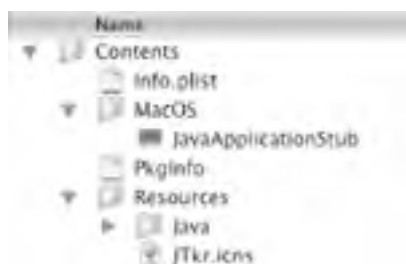 Name
Contents
Info.plist
MacOS
JavaApplicationStub
PkgInfo
Resources
Java
JTkr.icns